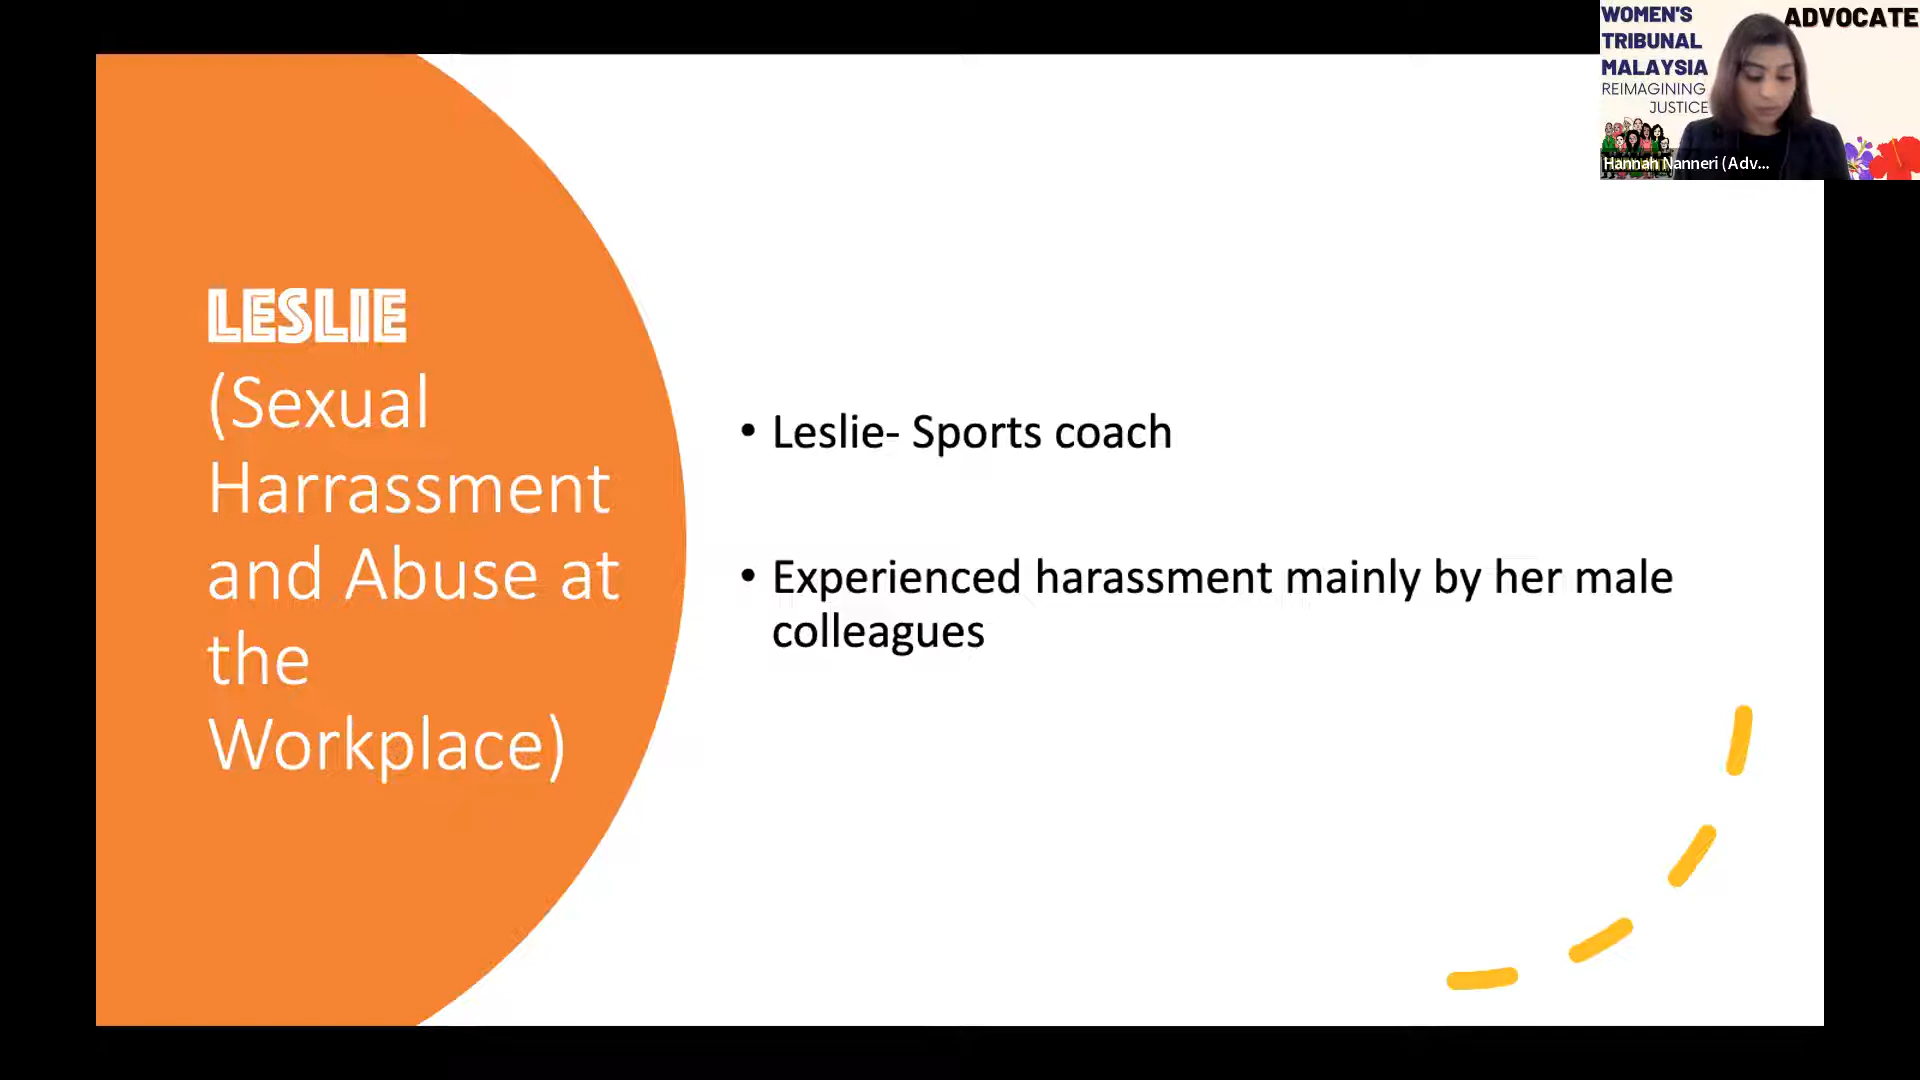 LESLIE
(Sexual
Harrassment
and Abuse at
the
Workplace)
• Leslie- Sports coach
• Experienced harassment mainly by her male
colleagues
WOMEN'S
TRIBUNAL
MALAYSIA
REIMAGINING
JUSTICE
ADVOCATE
Hannah Nanneri (Adv...